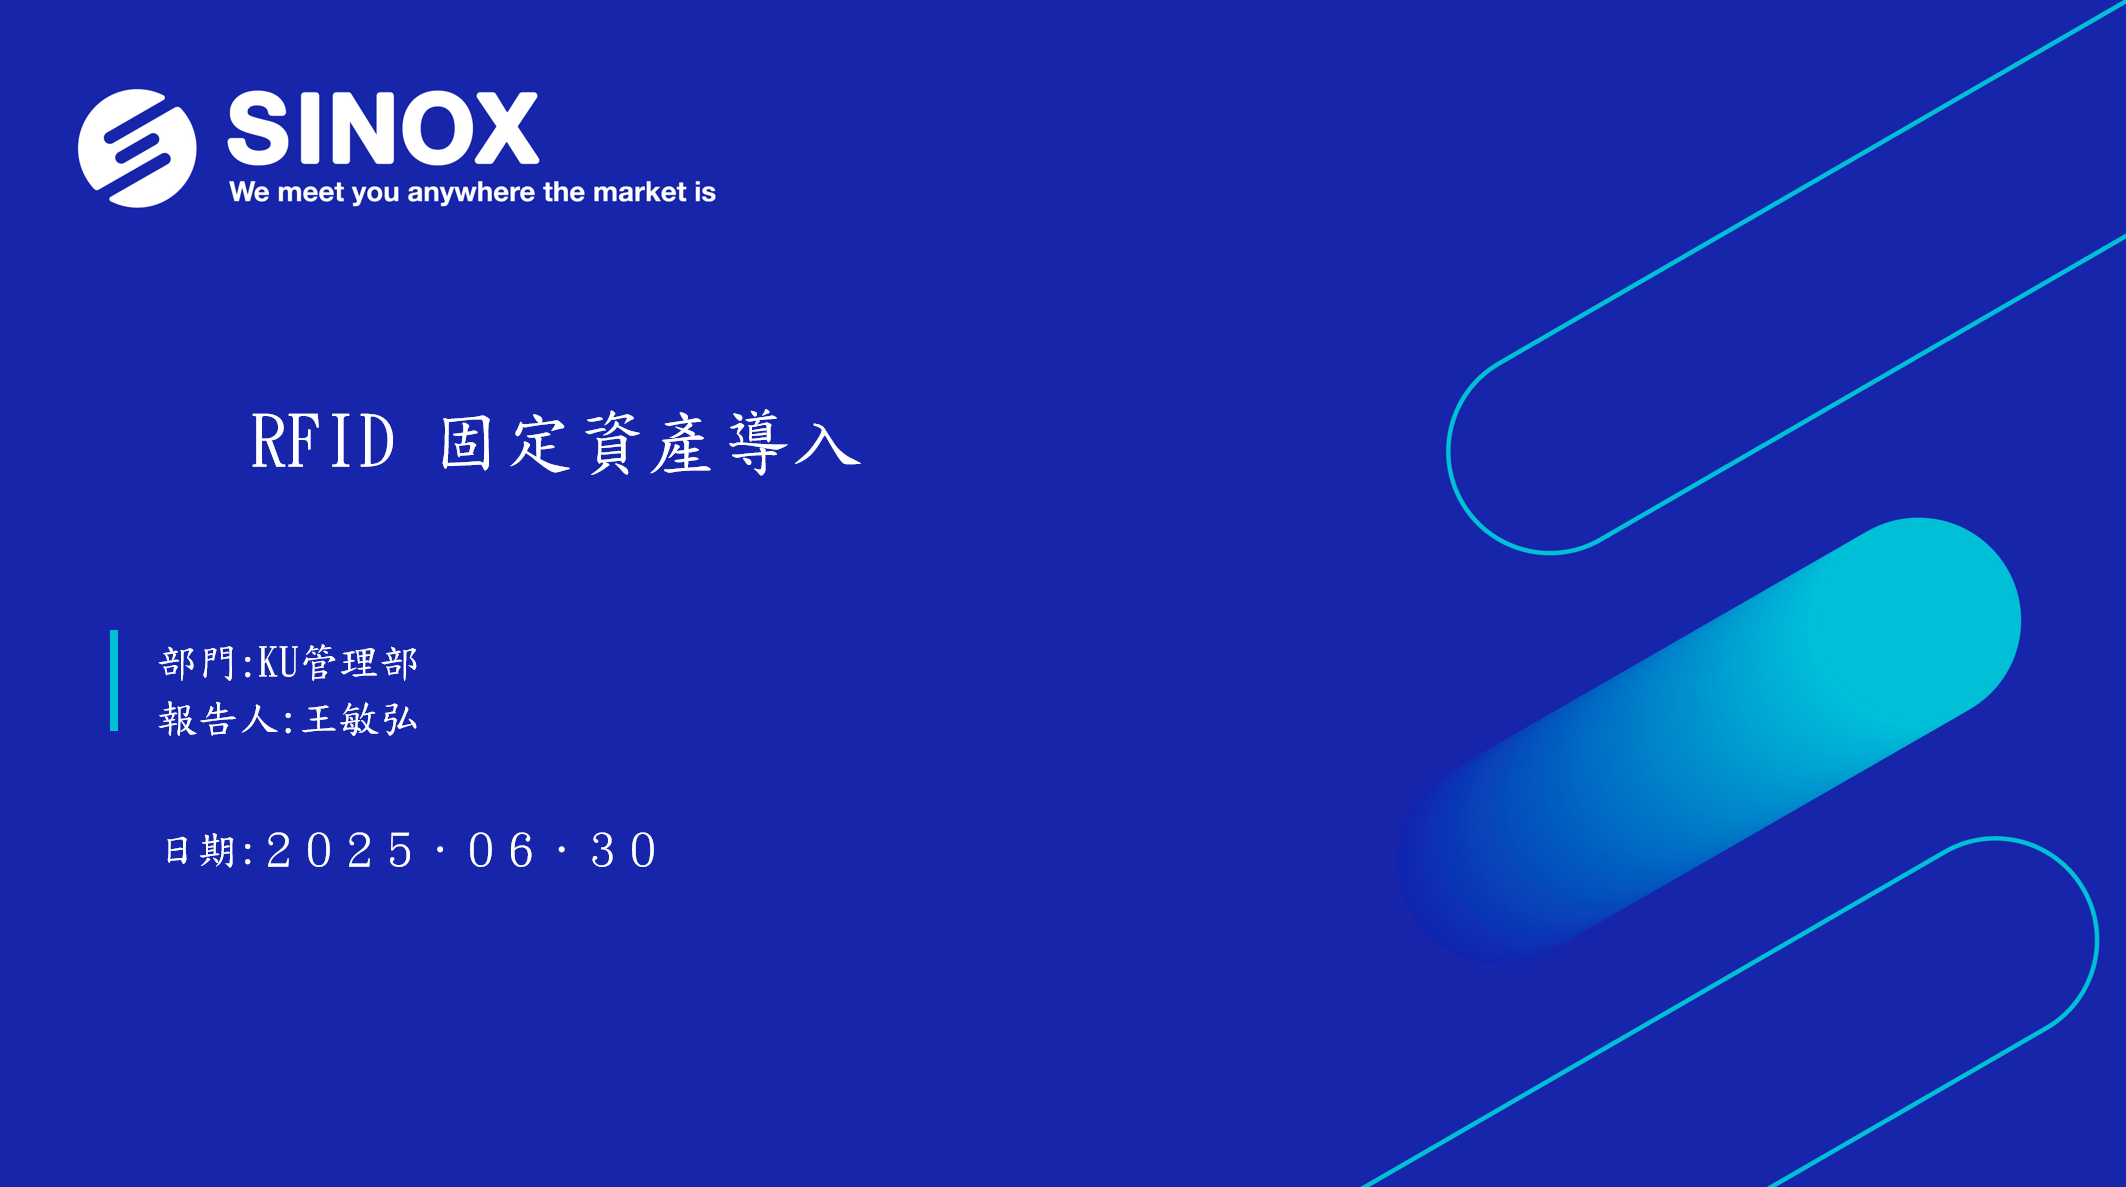 SINOX
We meet you anywhere the market is
RFID 固定資產導入
部門:KU管理部
報告人:王敏弘
日期:２０２５．０６．３０